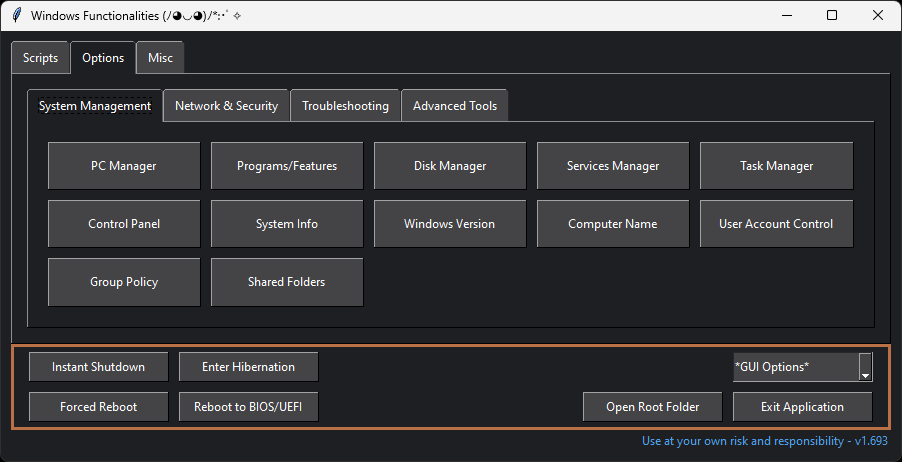 Windows Functionalities (ﾉ◕◡◕)ﾉ*:･ﾟ✧
Scripts Options Misc
System Management Network & Security Troubleshooting Advanced Tools
PC Manager Programs/Features Disk Manager Services Manager Task Manager
Control Panel System Info Windows Version Computer Name User Account Control
Group Policy Shared Folders
Instant Shutdown Enter Hibernation *GUI Options*
Forced Reboot Reboot to BIOS/UEFI Open Root Folder Exit Application
Use at your own risk and responsibility - v1.693